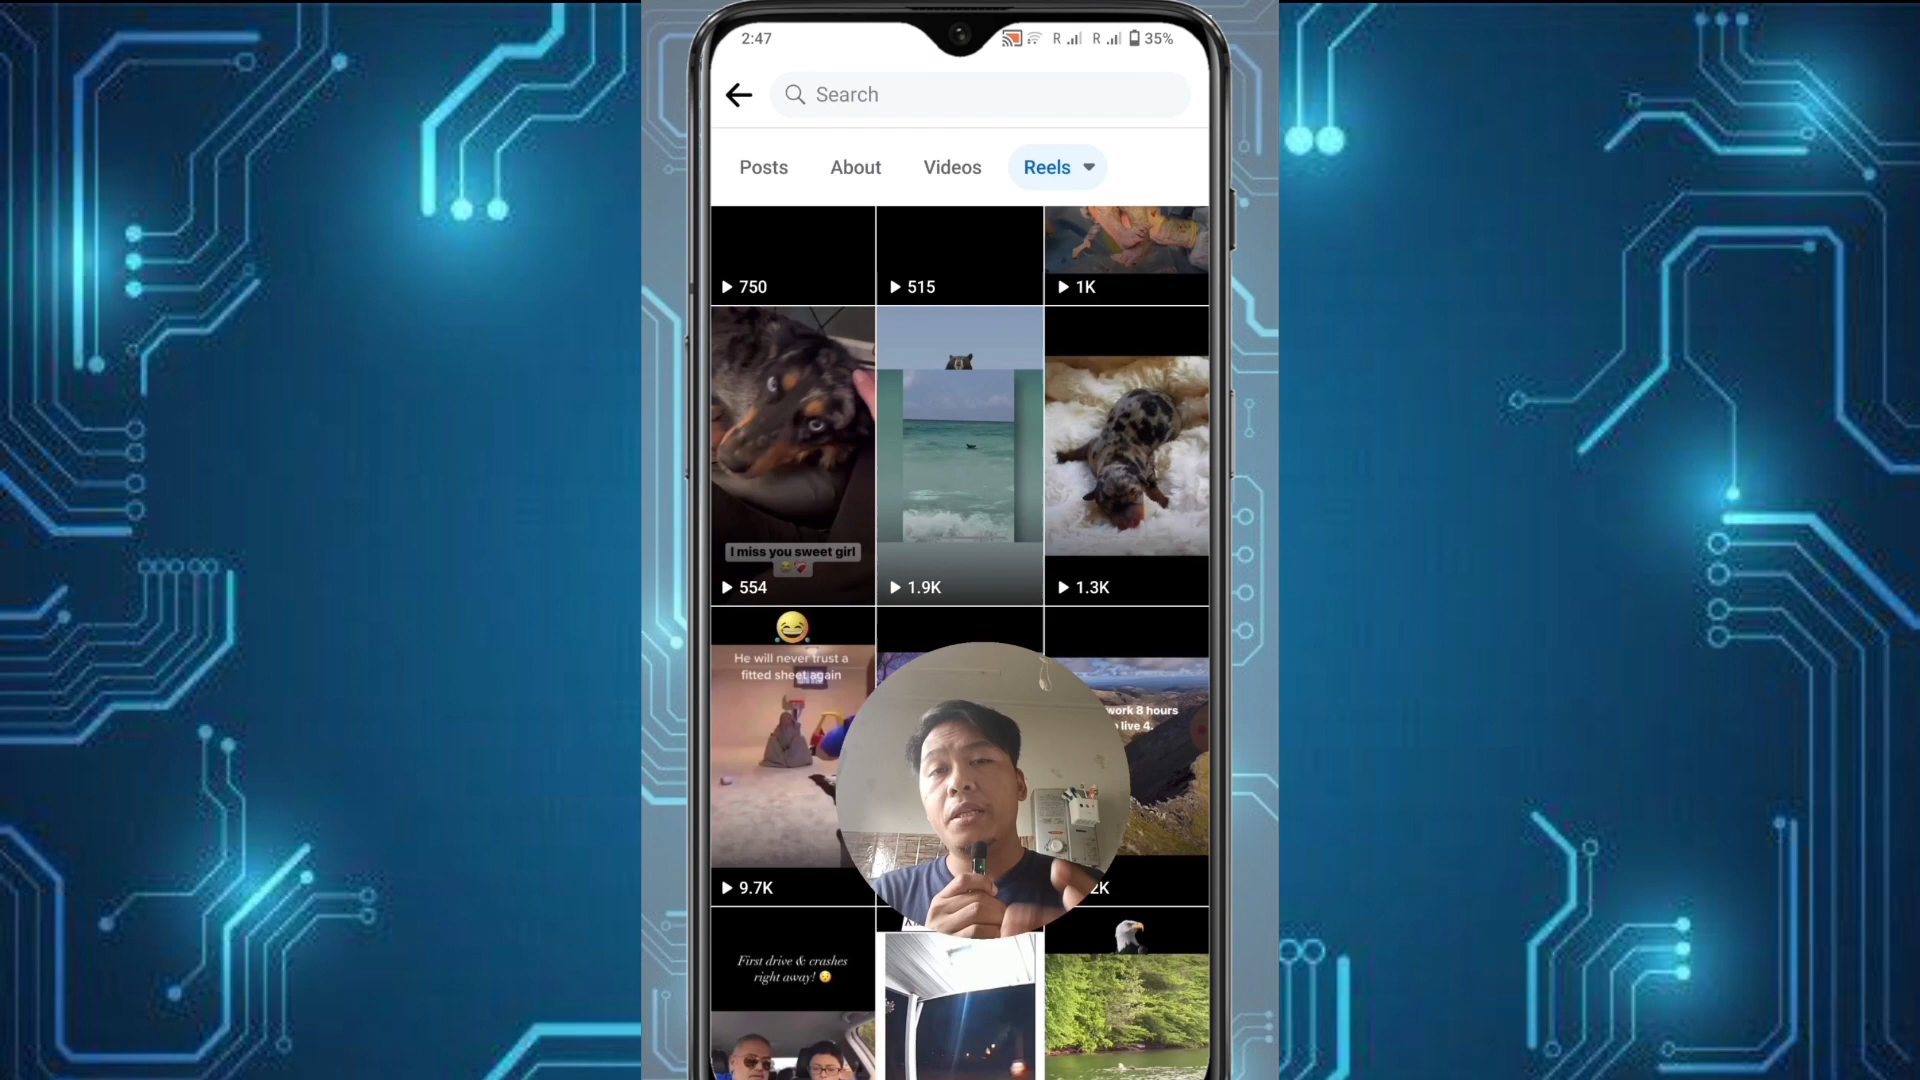 2:47
R R 35%
Search
Posts About Videos Reels
750 515 1K
I miss you sweet girl
554 1.9K 1.3K
He will never trust a
fitted sheet again
work 8 hours
live 4.
9.7K 2K
First drive & crashes
right away!